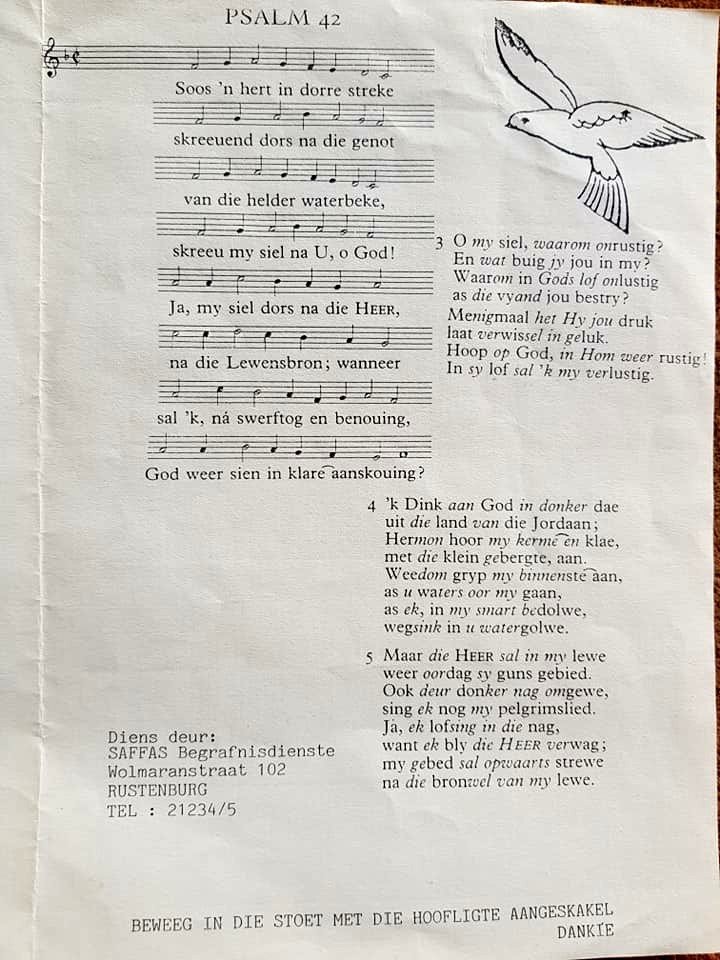 PSALM 42
Soos 'n hert in dorre streke
skreeuend dors na die genot
van die helder waterbeke,
skreeu my siel na U, o God!
Ja, my siel dors na die HEER,
na die Lewensbron; wanneer
sal 'k, ná swerftog en benouing,
God weer sien in klare aanskouing?
3 O my siel, waarom onrustig?
En wat buig jy jou in my?
Waarom in Gods lof onlustig
as die vyand jou bestry?
Menigmaal het Hy jou druk
laat verwissel in geluk.
Hoop op God, in Hom weer rustig!
In sy lof sal 'k my verlustig.
4 'k Dink aan God in donker dae
uit die land van die Jordaan;
Hermon hoor my kerme en klae,
met die klein gebergte, aan.
Weedom gryp my binnenste aan,
as u waters oor my gaan,
as ek, in my smart bedolwe,
wegsink in u watergolwe.
5 Maar die HEER sal in my lewe
weer oordag sy guns gebied.
Ook deur donker nag omgewe,
sing ek nog my pelgrimslied.
Ja, ek lofsing in die nag,
want ek bly die HEER verwag;
my gebed sal opwaarts strewe
na die bronwel van my lewe.
Diens deur:
SAFFAS Begrafnisdienste
Wolmaranstraat 102
RUSTENBURG
TEL : 21234/5
BEWEEG IN DIE STOET MET DIE HOOFLIGTE AANGESKAKEL
DANKIE